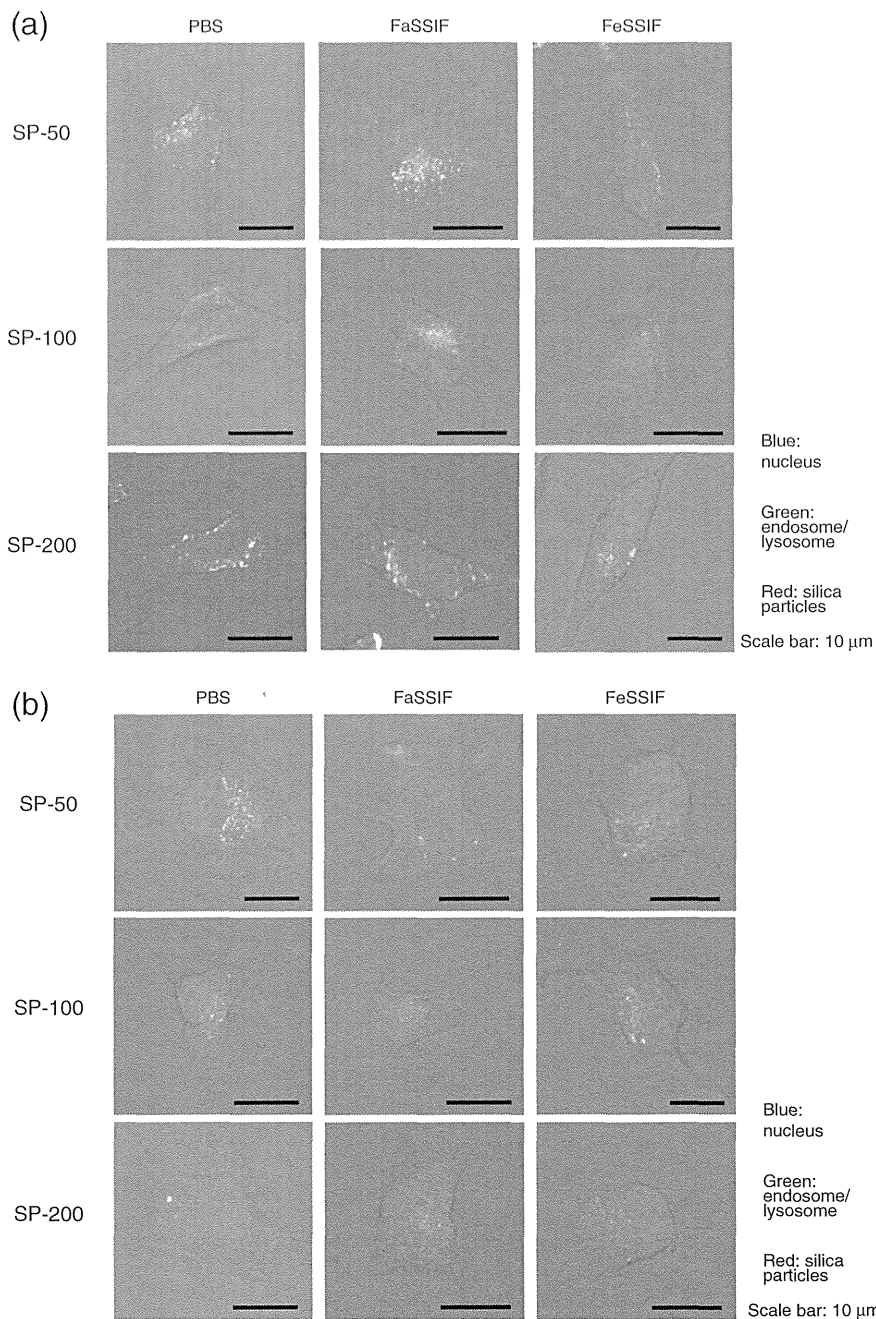 (a)
PBS FaSSIF FeSSIF
SP-50
SP-100
SP-200
Blue:
nucleus
Green:
endosome/
lysosome
Red: silica
particles
Scale bar: 10 μm
(b)
PBS FaSSIF FeSSIF
SP-50
SP-100
SP-200
Blue:
nucleus
Green:
endosome/
lysosome
Red: silica
particles
Scale bar: 10 μm